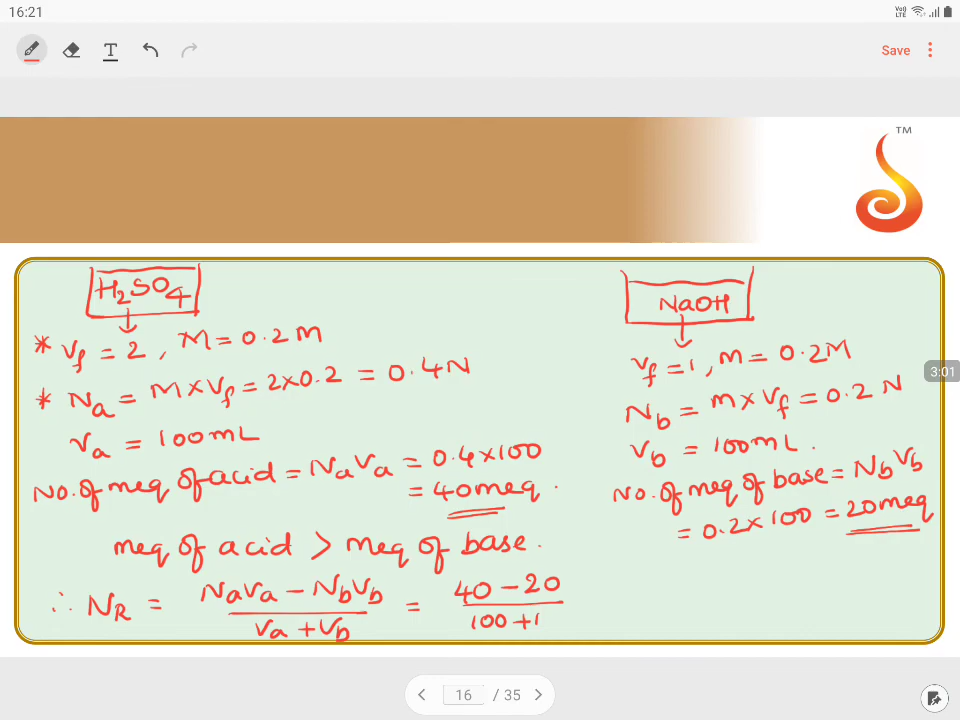 16:21
Vo)) LTE
T
Save
TM
H₂SO₄
* Vf = 2 , M = 0.2 M
* Na = M×Vf = 2×0.2 = 0.4N
Va = 100mL
No. of meq of acid = NaVa = 0.4×100
= 40meq.
NaOH
Vf = 1, m = 0.2M
Nb = m×Vf = 0.2 N
Vb = 100mL.
No. of meq of base = NbVb
= 0.2×100 = 20meq
meq of acid > meq of base.
∴ NR = NaVa – NbVb / Va + Vb = 40 – 20 / 100 + 1
3:01
16 / 35